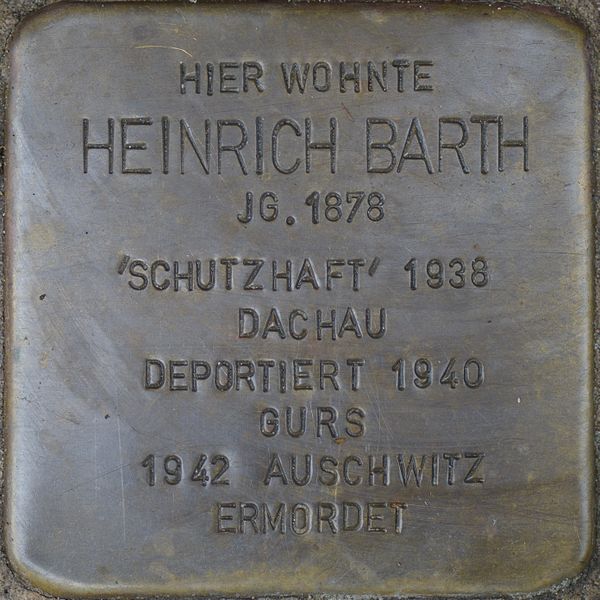 HIER WOHNTE
HEINRICH BARTH
JG. 1878
'SCHUTZHAFT' 1938
DACHAU
DEPORTIERT 1940
GURS
1942 AUSCHWITZ
ERMORDET